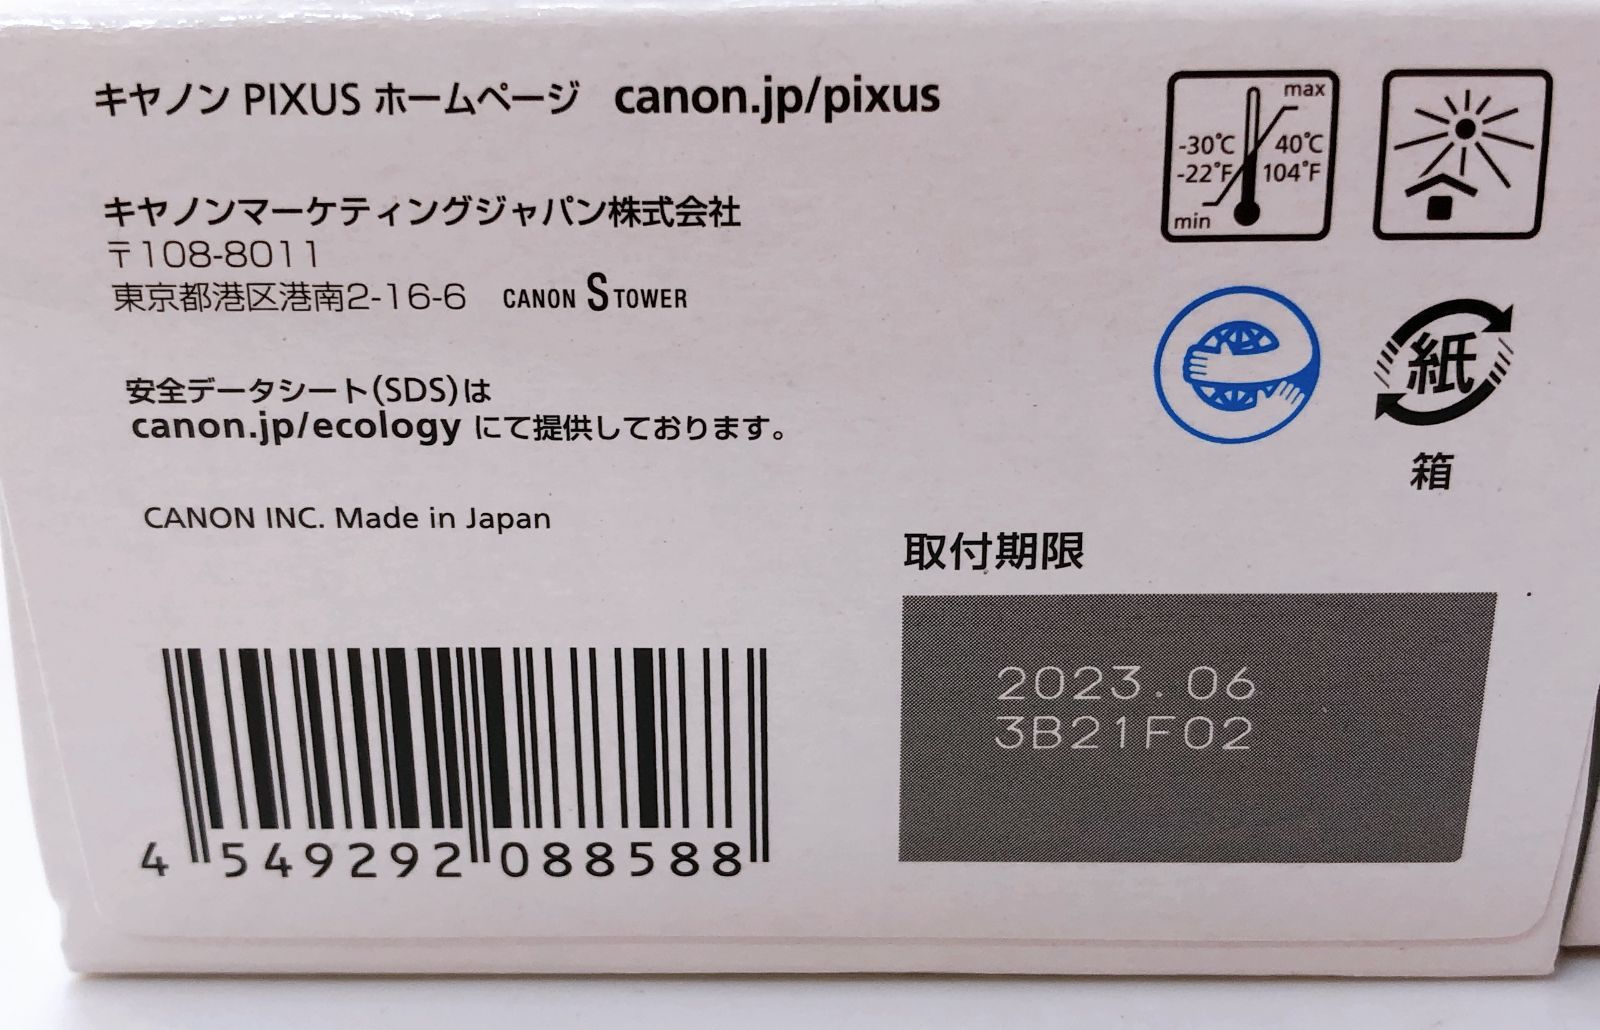 キヤノン PIXUS ホームページ canon.jp/pixus
キヤノンマーケティングジャパン株式会社
〒108-8011
東京都港区港南2-16-6 CANON S TOWER
安全データシート(SDS)は
canon.jp/ecology にて提供しております。
CANON INC. Made in Japan
4 549292 088588
max
-30℃ 40℃
-22°F 104°F
min
紙
箱
取付期限
2023.06
3B21F02